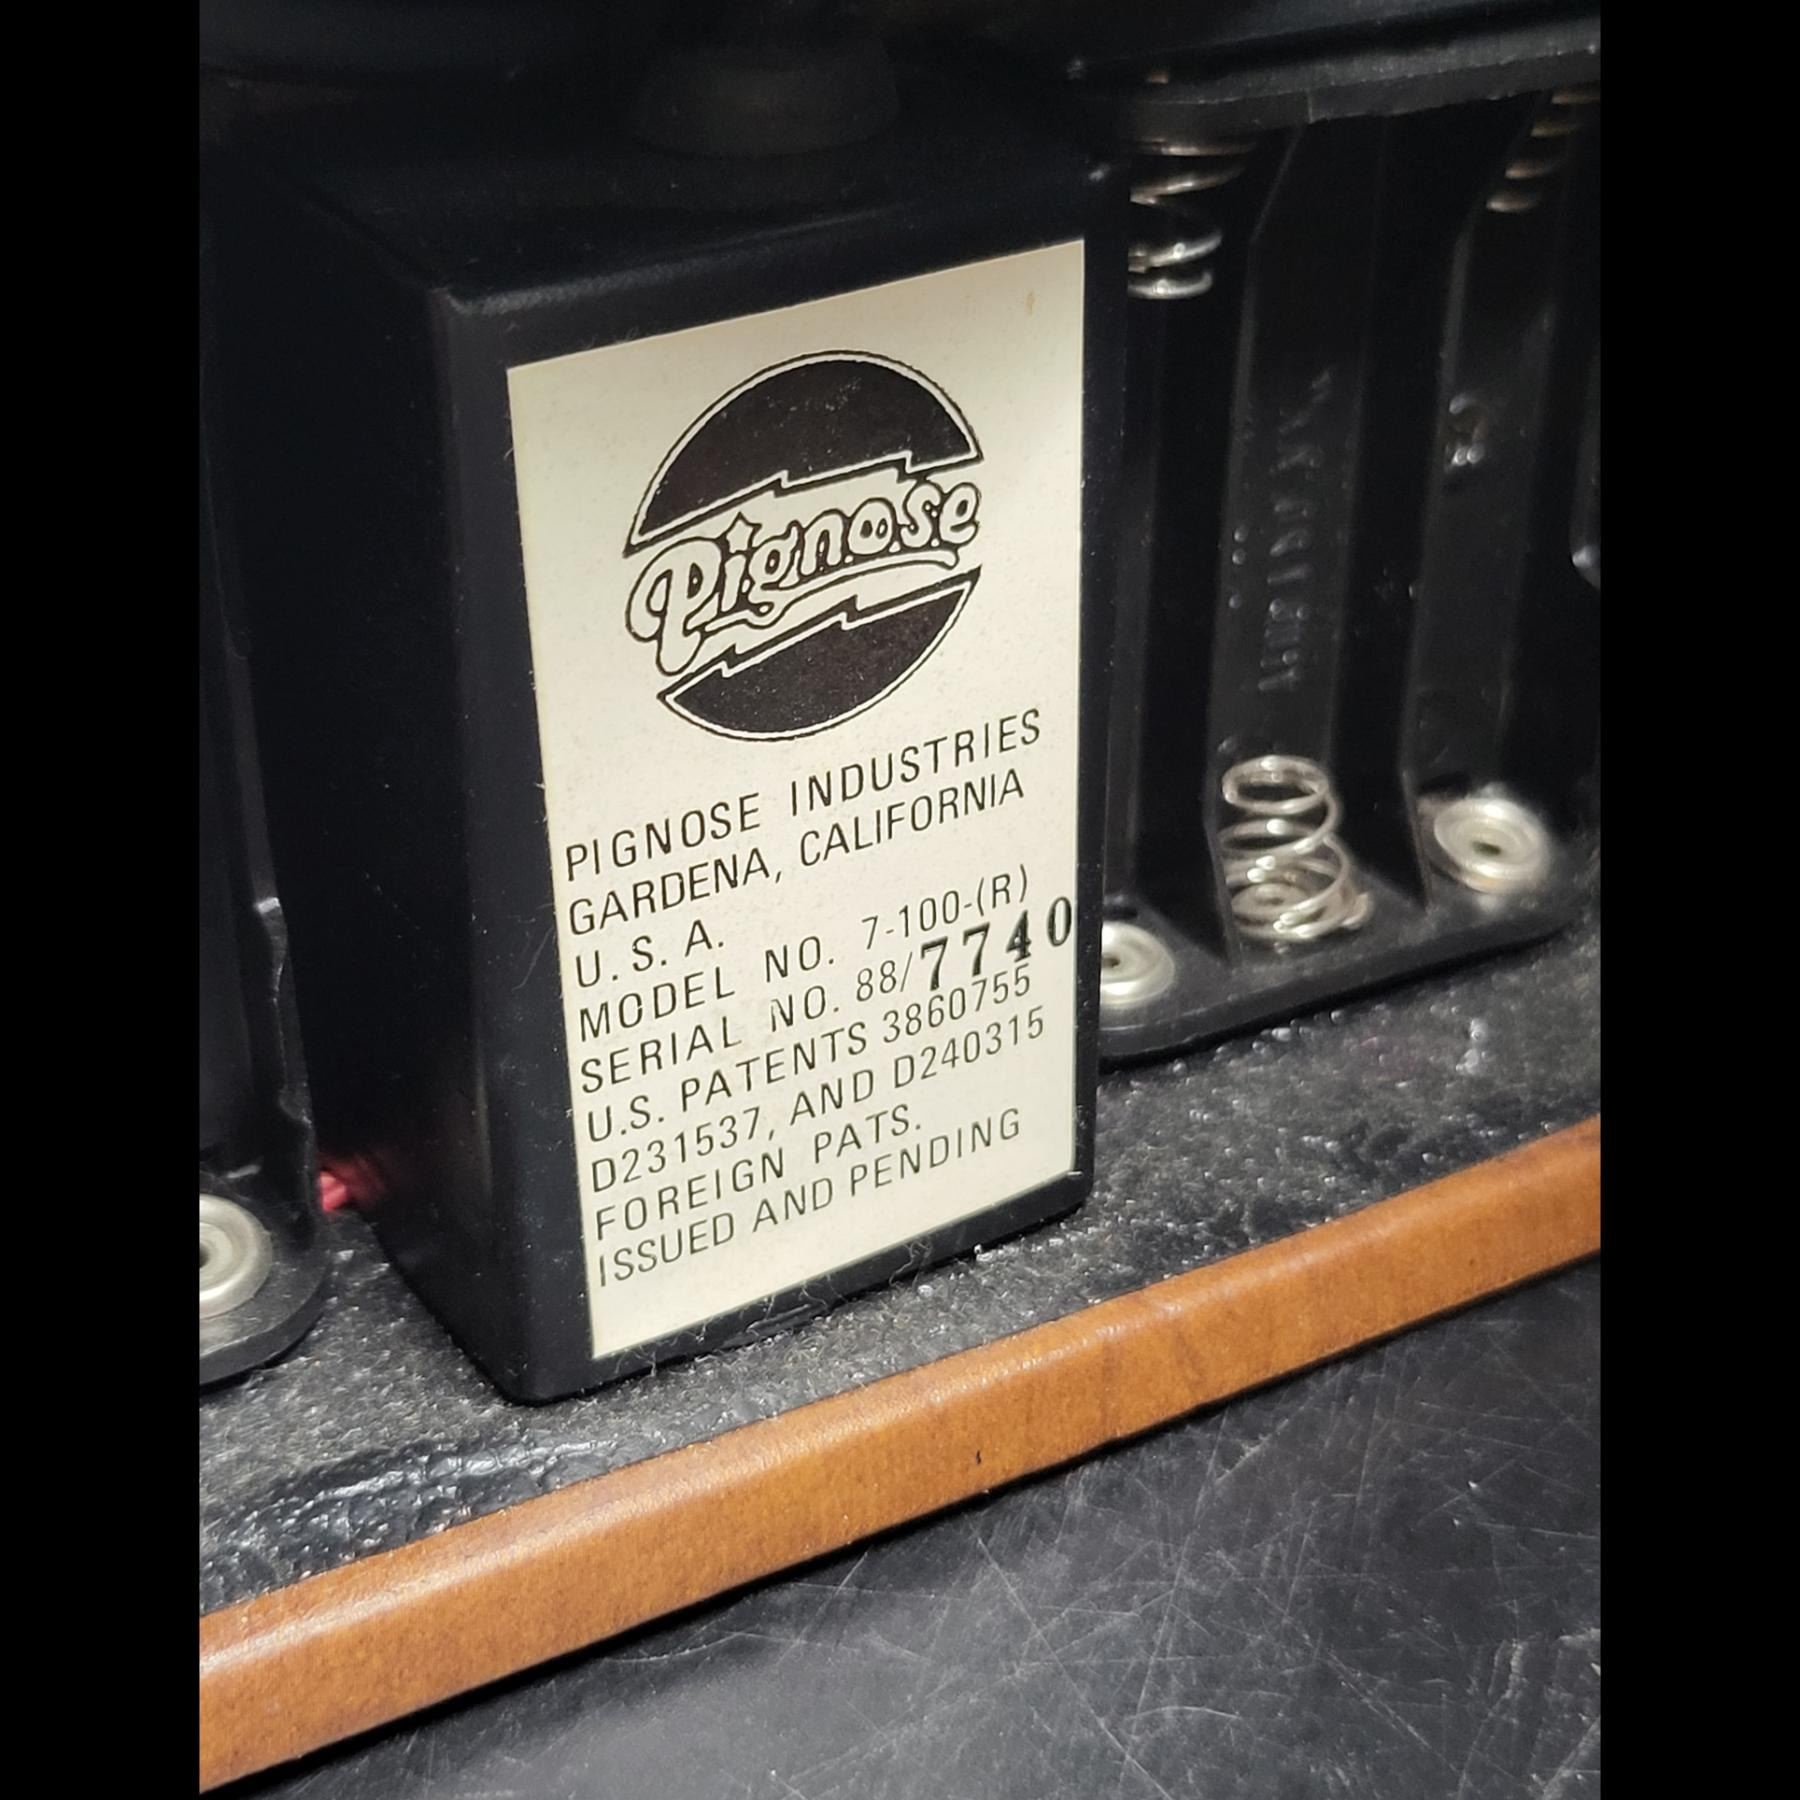 Pignose
PIGNOSE INDUSTRIES
GARDENA, CALIFORNIA
U. S. A.
MODEL NO. 7-100-(R)
SERIAL NO. 88/7740
U.S. PATENTS 3860755
D231537, AND D240315
FOREIGN PATS.
ISSUED AND PENDING